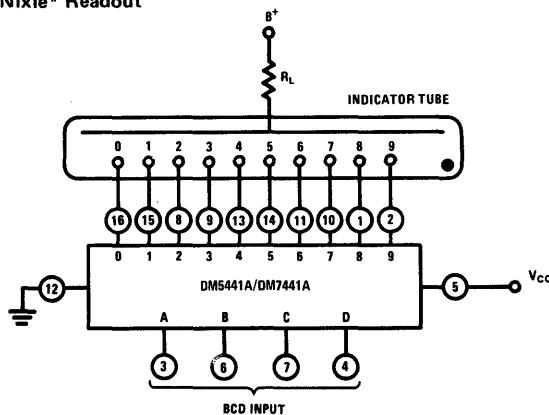 Nixie* Readout
B+
RL
INDICATOR TUBE
0 1 2 3 4 5 6 7 8 9
16 15 8 9 13 14 11 10 1 2
0 1 2 3 4 5 6 7 8 9
12 DM5441A/DM7441A 5 VCC
A B C D
3 6 7 4
BCD INPUT